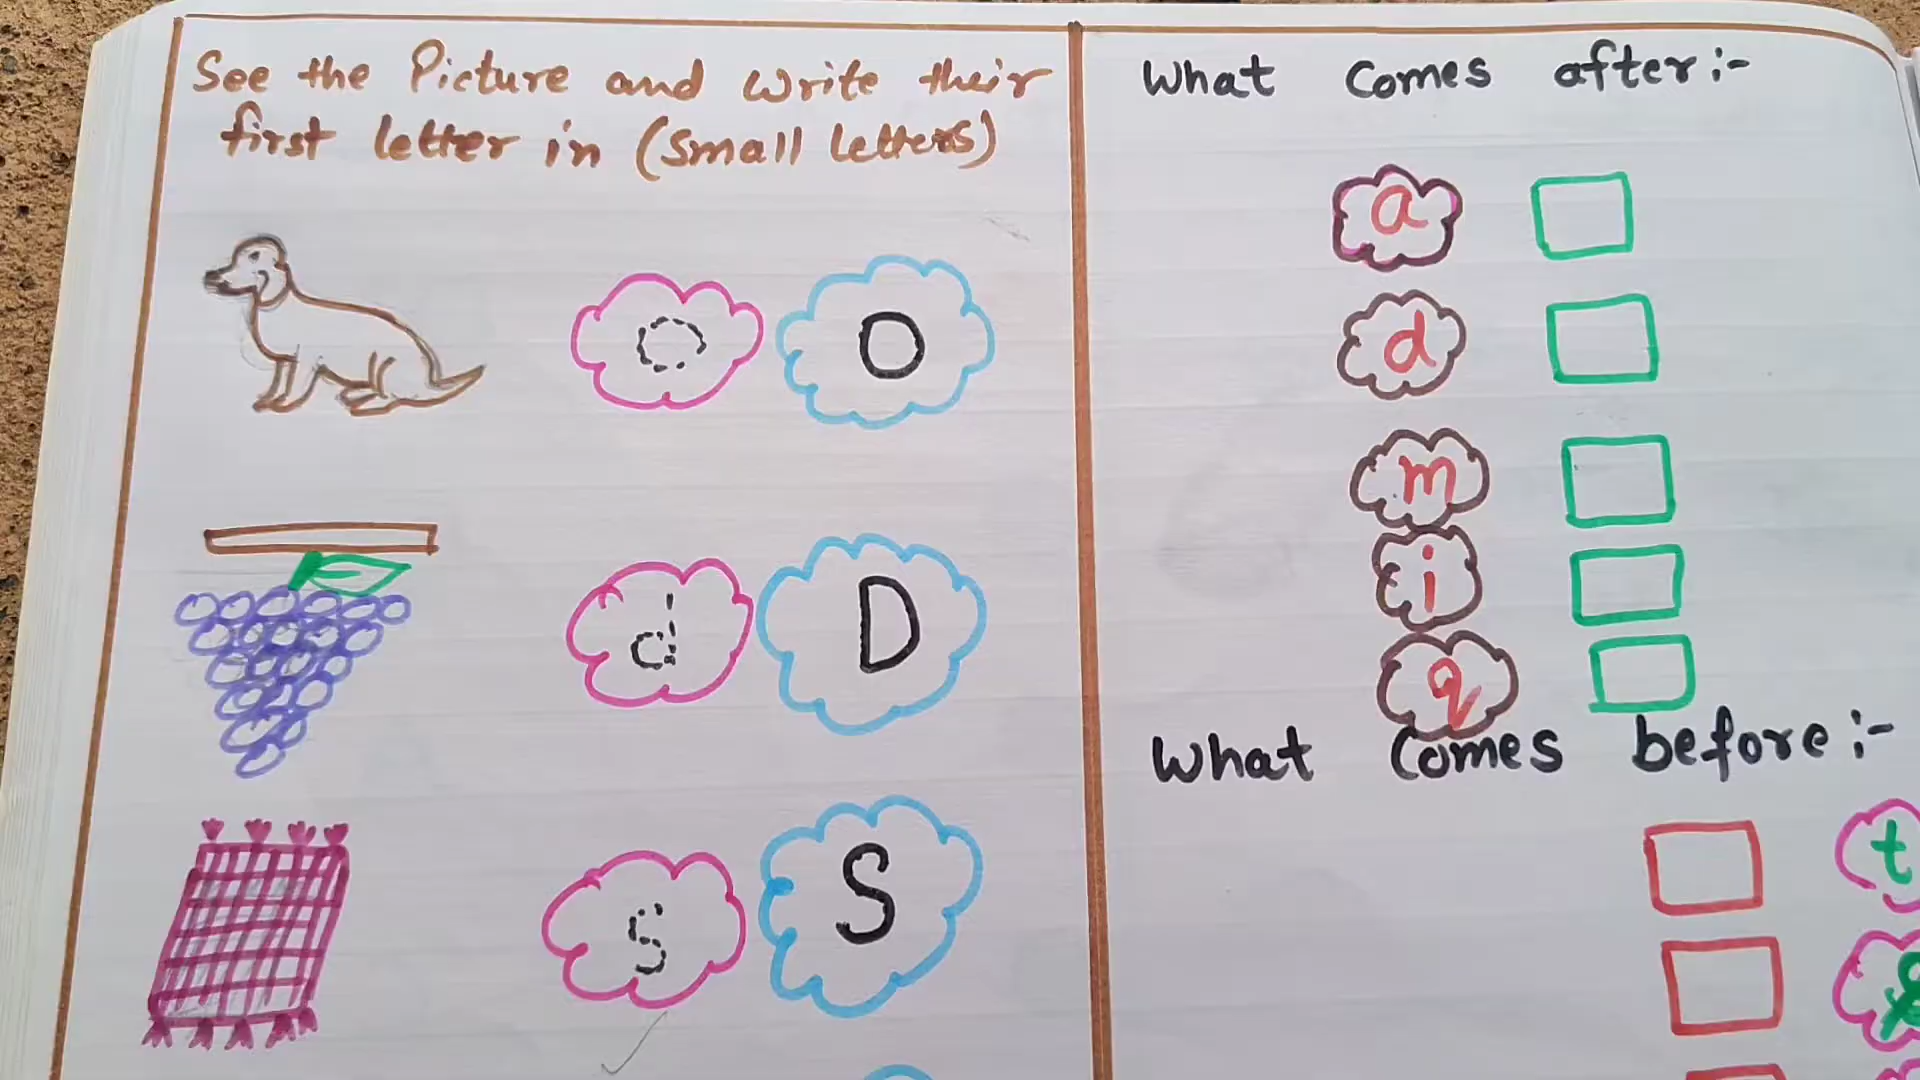 See the Picture and write their
first letter in (small letters)
o O
d D
s S
What comes after:-
a
d
m
i
q
What comes before:-
t